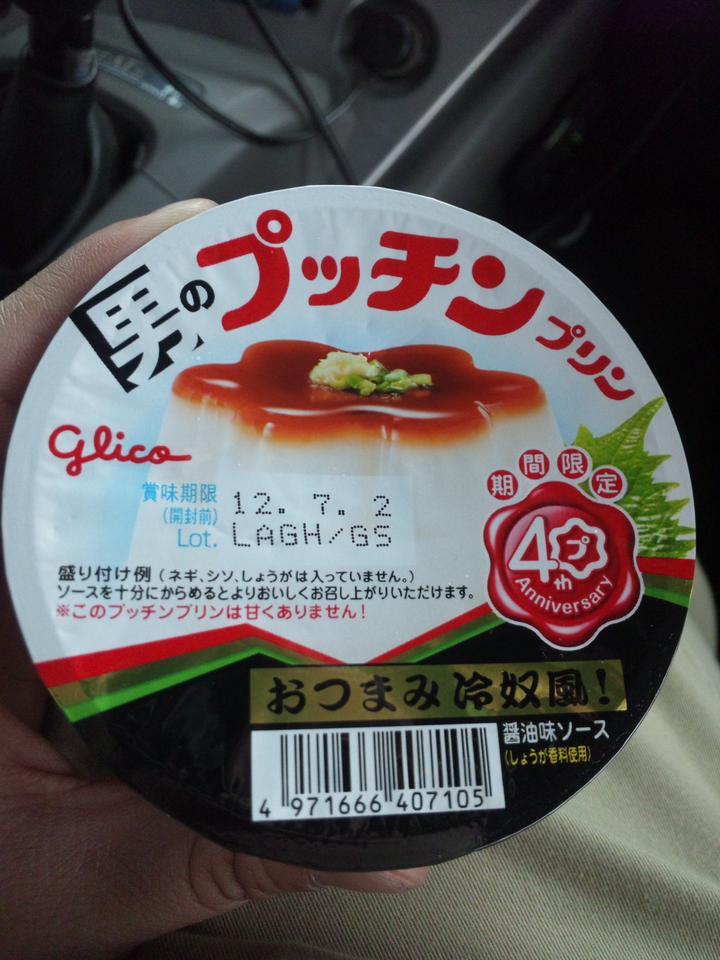 男のプッチンプリン
Glico
賞味期限
(開封前)
12. 7. 2
Lot.
LAGH/GS
期間限定
40th
プ
Anniversary
盛り付け例（ネギ、シソ、しょうがは入っていません。）
ソースを十分にからめるとよりおいしくお召し上がりいただけます。
※このプッチンプリンは甘くありません！
おつまみ冷奴風！
醤油味ソース
(しょうが香料使用)
4 971666 407105